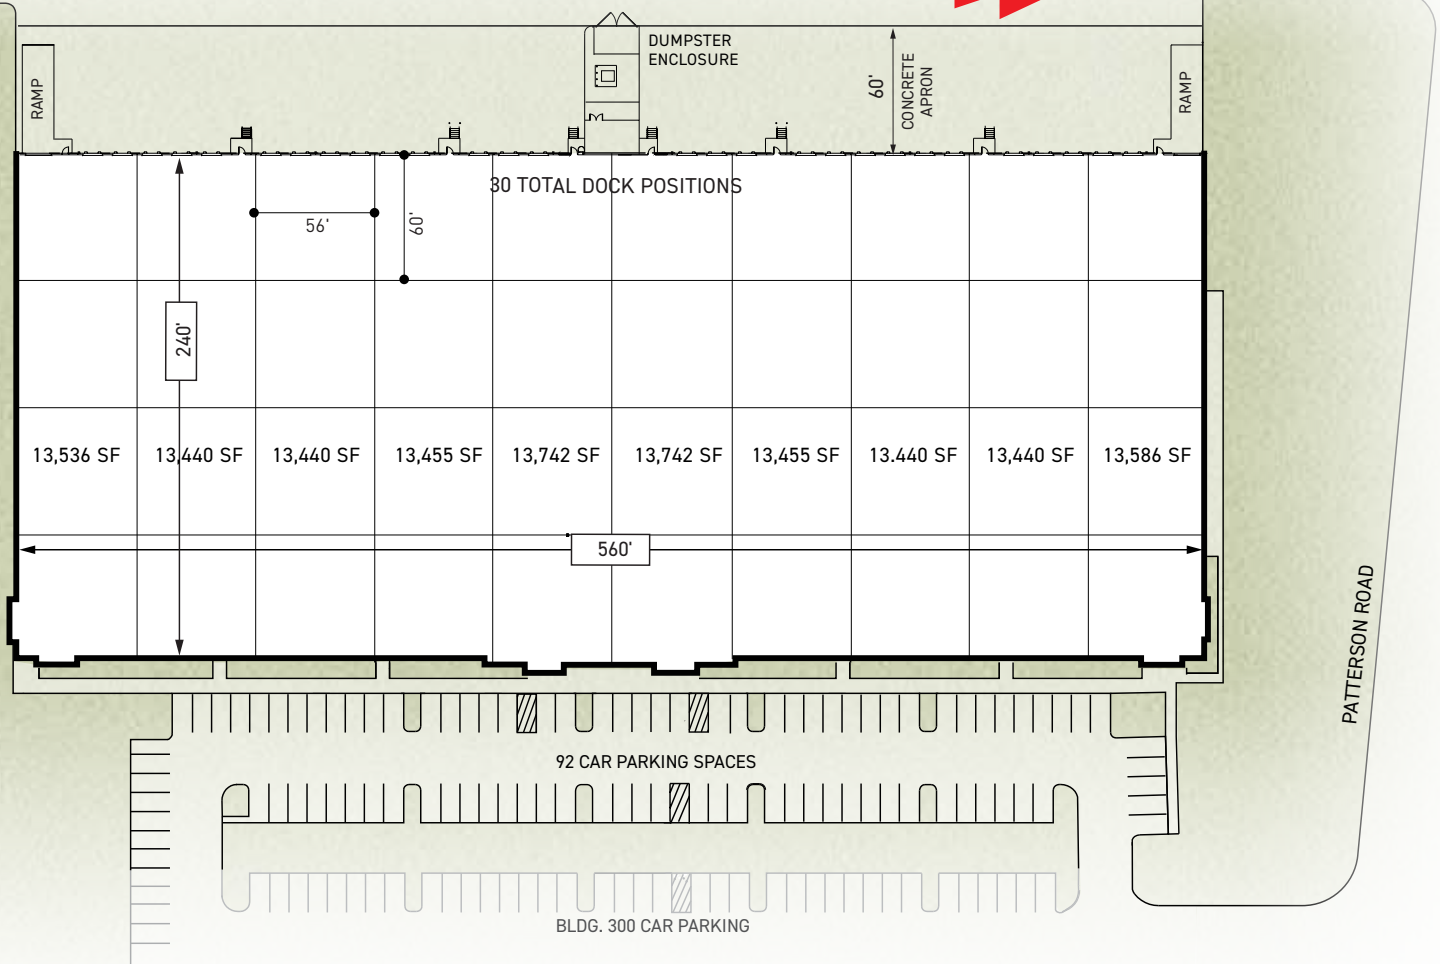 DUMPSTER
ENCLOSURE
RAMP
60'
CONCRETE
APRON
RAMP
30 TOTAL DOCK POSITIONS
56'
60'
240'
13,536 SF
13,440 SF
13,440 SF
13,455 SF
13,742 SF
13,742 SF
13,455 SF
13.440 SF
13,440 SF
13,586 SF
560'
PATTERSON ROAD
92 CAR PARKING SPACES
BLDG. 300 CAR PARKING